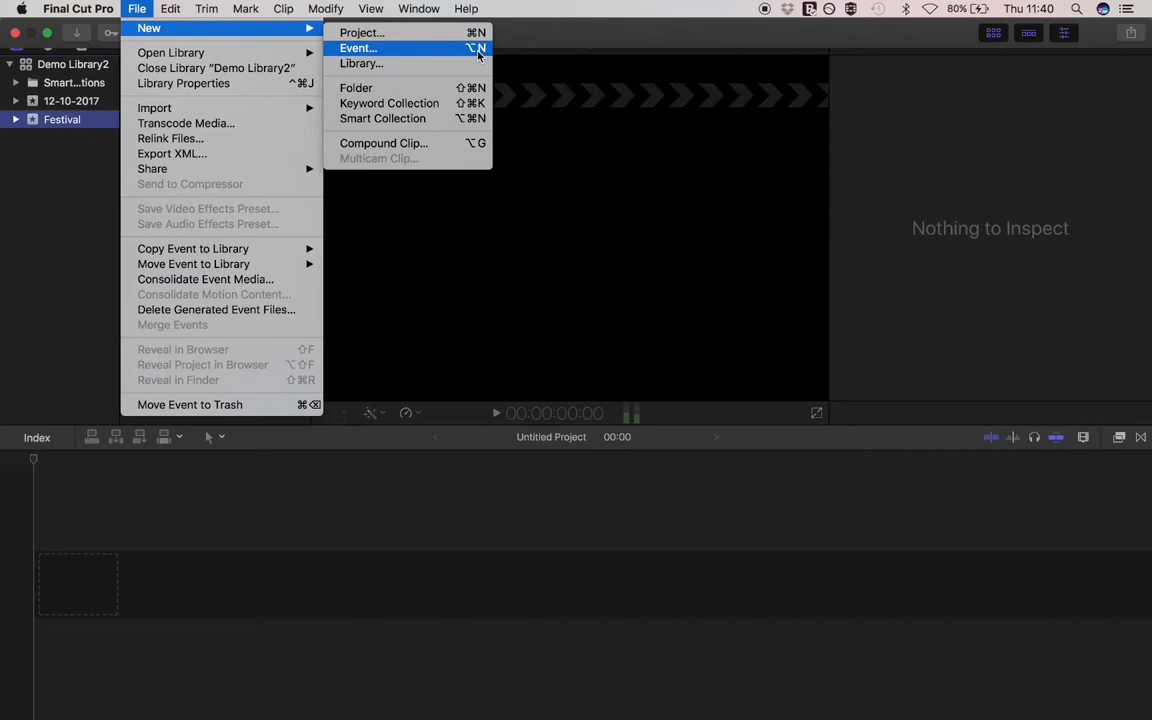 Final Cut Pro File Edit Trim Mark Clip Modify View Window Help 80% Thu 11:40
New
Project... ⌘N
Event... ⌥N
Library...
Folder ⇧⌘N
Keyword Collection ⇧⌘K
Smart Collection ⌥⌘N
Compound Clip... ⌥G
Multicam Clip...
Open Library
Close Library "Demo Library2"
Library Properties ^⌘J
Import
Transcode Media...
Relink Files...
Export XML...
Share
Send to Compressor
Save Video Effects Preset...
Save Audio Effects Preset...
Copy Event to Library
Move Event to Library
Consolidate Event Media...
Consolidate Motion Content...
Delete Generated Event Files...
Merge Events
Reveal in Browser ⇧F
Reveal Project in Browser ⌥⇧F
Reveal in Finder ⇧⌘R
Move Event to Trash ⌘⌫
Demo Library2
Smart...tions
12-10-2017
Festival
Nothing to Inspect
00:00:00:00
Index
Untitled Project 00:00